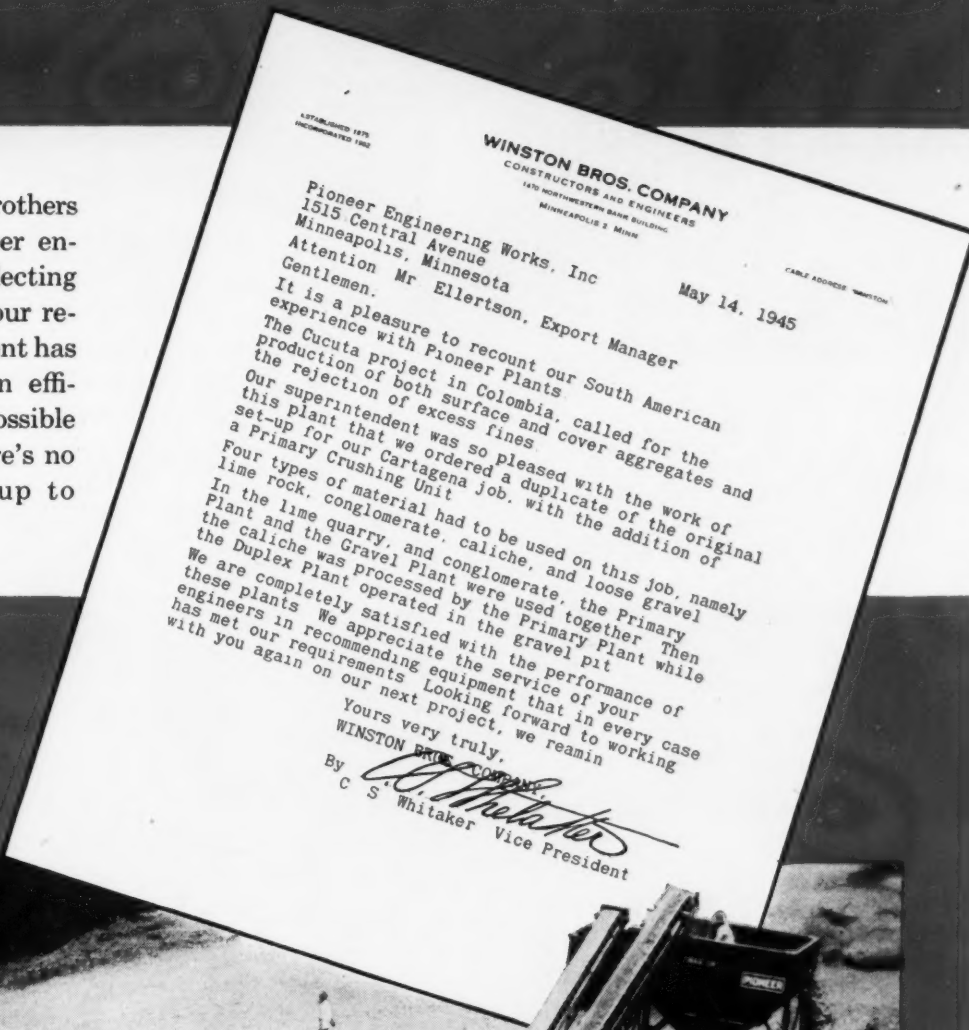 rothers
er en-
ecting
our re-
nt has
n effi-
ossible
re's no
up to
ESTABLISHED 1875
INCORPORATED 1902
WINSTON BROS. COMPANY
CONSTRUCTORS AND ENGINEERS
1470 NORTHWESTERN BANK BUILDING
MINNEAPOLIS 2 MINN
CABLE ADDRESS "WINSTON"
Pioneer Engineering Works, Inc
1515 Central Avenue
Minneapolis, Minnesota
May 14, 1945
Attention Mr Ellertson, Export Manager
Gentlemen.
It is a pleasure to recount our South American
experience with Pioneer Plants
The Cucuta project in Colombia, called for the
production of both surface and cover aggregates and
the rejection of excess fines
Our superintendent was so pleased with the work of
this plant that we ordered a duplicate of the original
set-up for our Cartagena job, with the addition of
a Primary Crushing Unit
Four types of material had to be used on this job, namely
lime rock, conglomerate, caliche, and loose gravel
In the lime quarry, and conglomerate, the Primary
Plant and the Gravel Plant were used together Then
the caliche was processed by the Primary Plant while
the Duplex Plant operated in the gravel pit
We are completely satisfied with the performance of
these plants We appreciate the service of your
engineers in recommending equipment that in every case
has met our requirements Looking forward to working
with you again on our next project, we reamin
Yours very truly,
WINSTON BROS. COMPANY,
By C S Whitaker
C S Whitaker Vice President
PIONEER